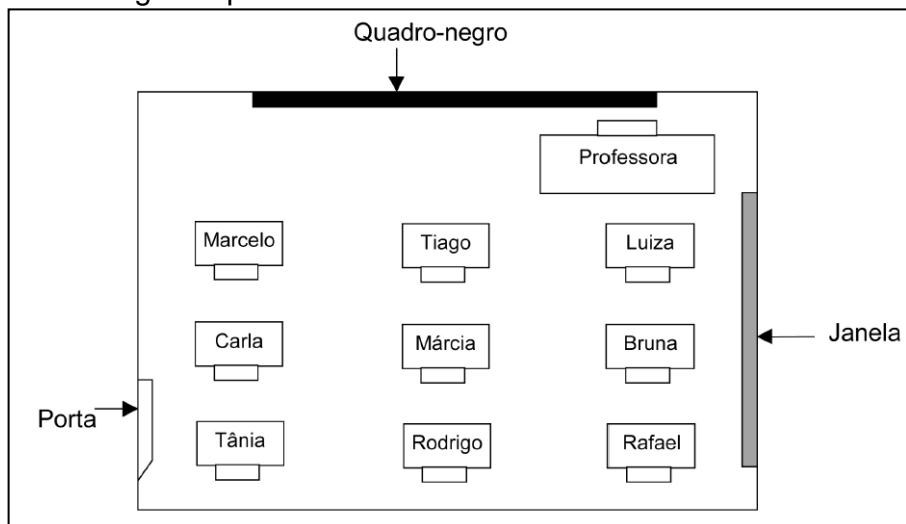 Quadro-negro
Professora
Marcelo Tiago Luiza
Carla Márcia Bruna Janela
Porta
Tânia Rodrigo Rafael